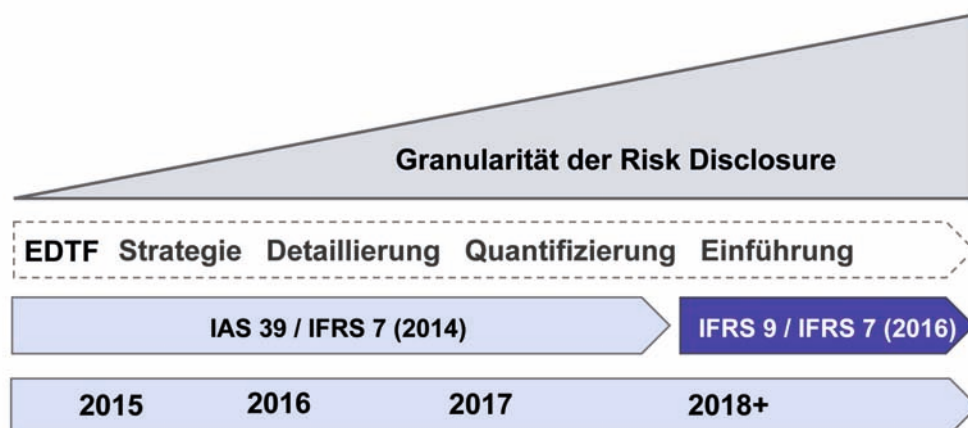 Granularität der Risk Disclosure
EDTF Strategie Detaillierung Quantifizierung Einführung
IAS 39 / IFRS 7 (2014) IFRS 9 / IFRS 7 (2016)
2015 2016 2017 2018+